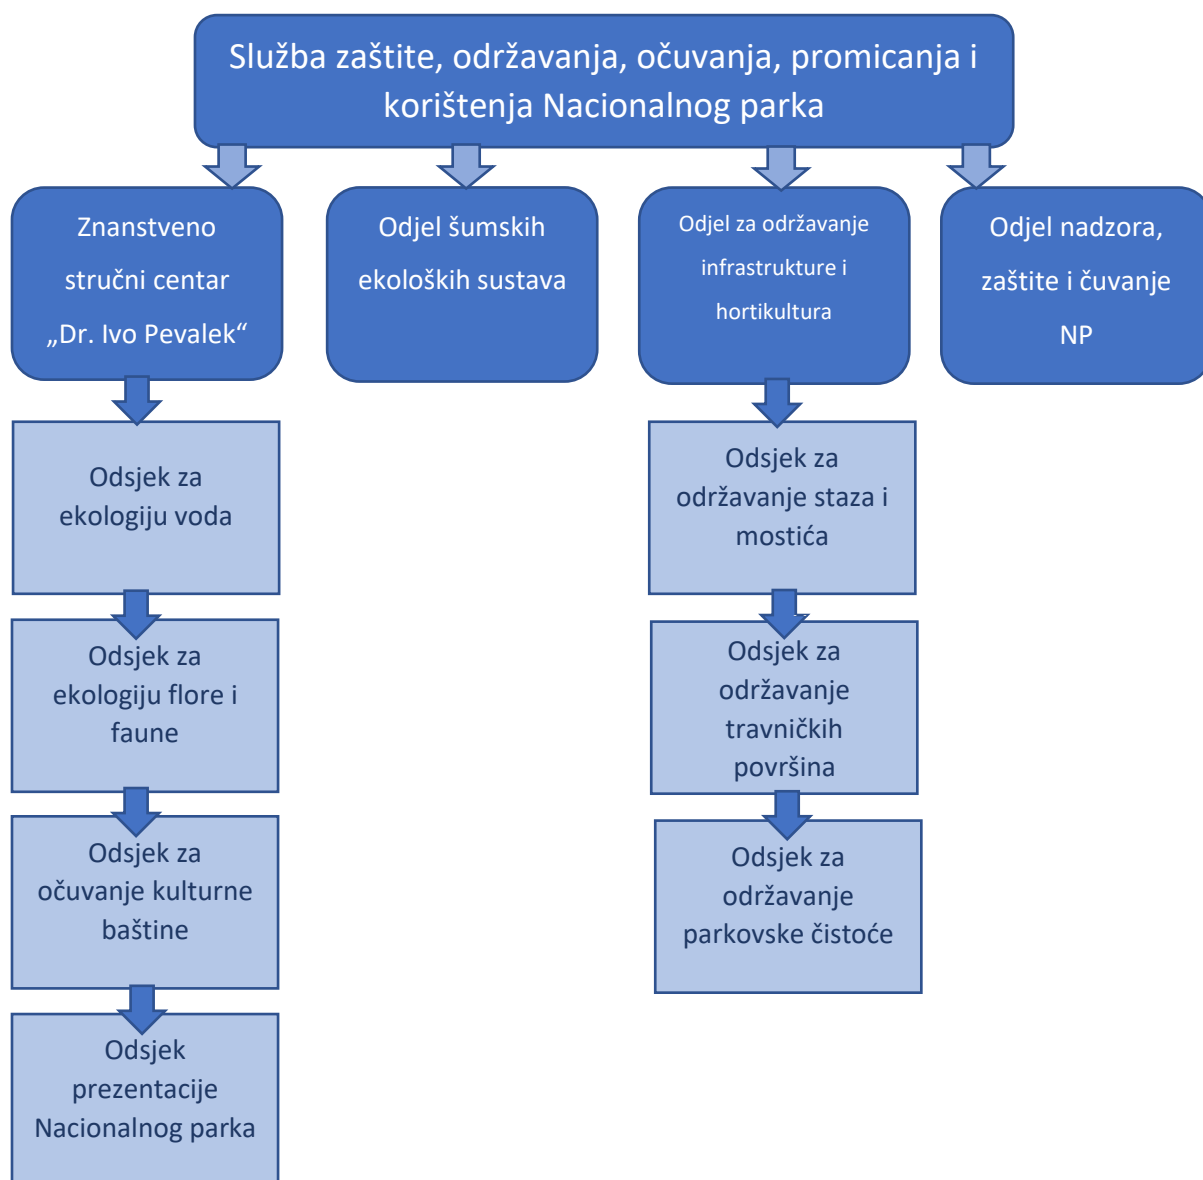 Služba zaštite, održavanja, očuvanja, promicanja i
korištenja Nacionalnog parka
Znanstveno
stručni centar
„Dr. Ivo Pevalek“
Odjel šumskih
ekoloških sustava
Odjel za održavanje
infrastrukture i
hortikultura
Odjel nadzora,
zaštite i čuvanje
NP
Odsjek za
ekologiju voda
Odsjek za
ekologiju flore i
faune
Odsjek za
očuvanje kulturne
baštine
Odsjek
prezentacije
Nacionalnog parka
Odsjek za
održavanje staza i
mostića
Odsjek za
održavanje
travničkih
površina
Odsjek za
održavanje
parkovske čistoće